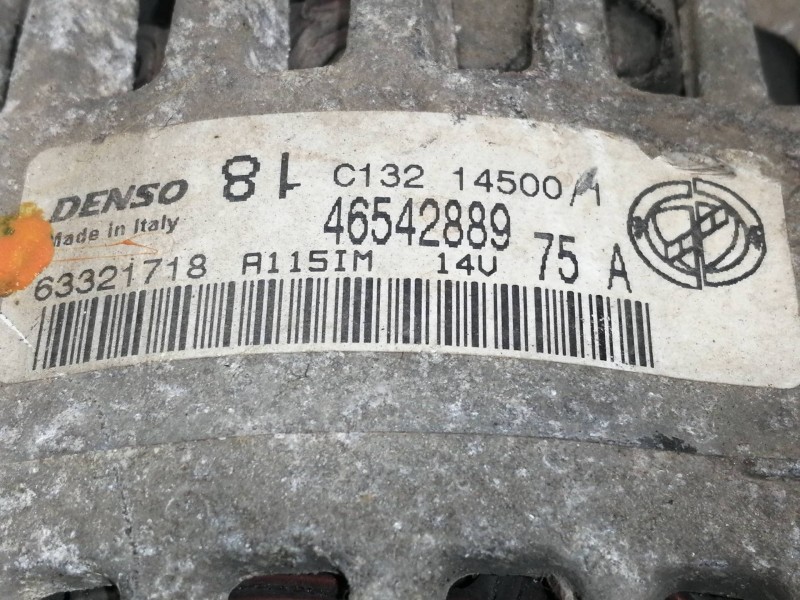 DENSO 81 C132 14500
Made in Italy 46542889
63321718 A115IM 14V 75 A